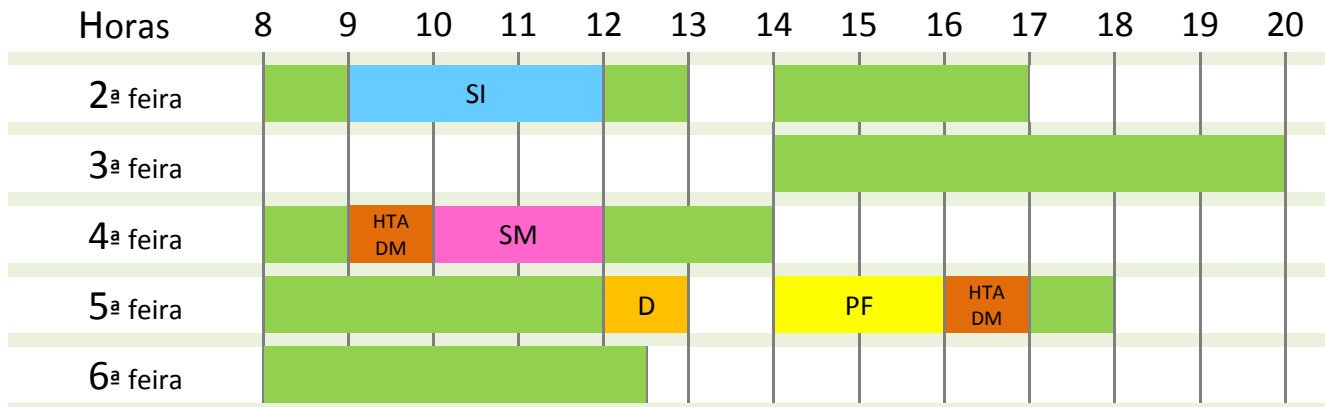 Horas 8 9 10 11 12 13 14 15 16 17 18 19 20
2ª feira SI
3ª feira
4ª feira HTA DM SM
5ª feira D PF HTA DM
6ª feira